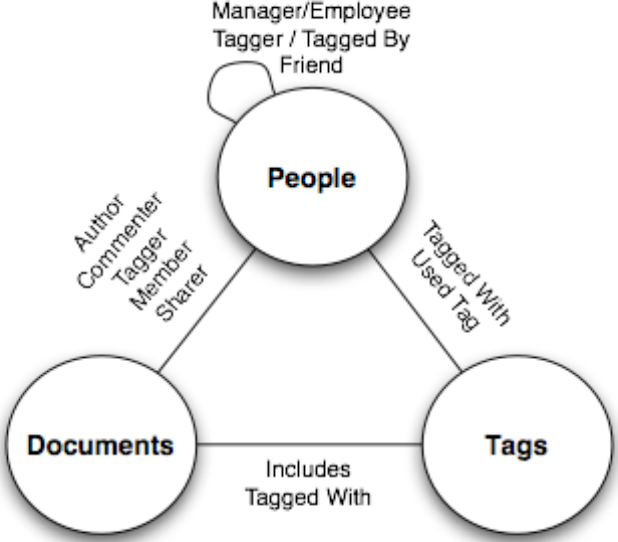 Manager/Employee
Tagger / Tagged By
Friend
People
Author
Commenter
Tagger
Member
Sharer
Tagged With
Used Tag
Documents
Tags
Includes
Tagged With